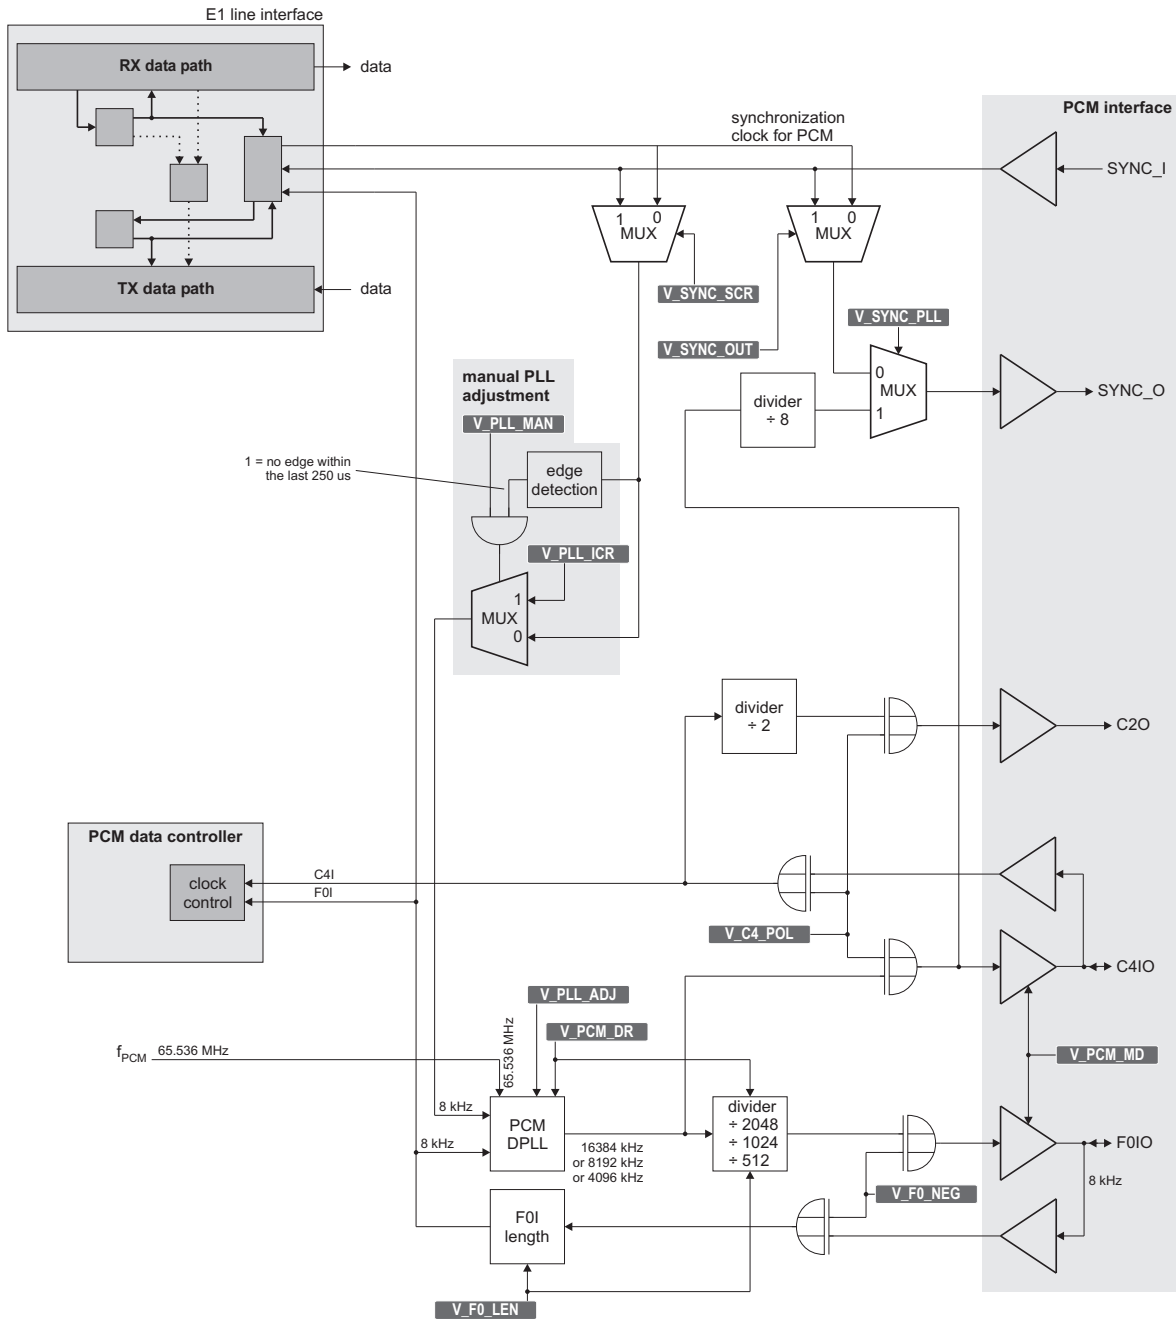 E1 line interface
RX data path
data
PCM interface
synchronization
clock for PCM
SYNC_I
1 0
MUX
1 0
MUX
TX data path
data
V_SYNC_SCR
V_SYNC_PLL
V_SYNC_OUT
manual PLL
adjustment
0
MUX
1
divider
÷ 8
SYNC_O
V_PLL_MAN
1 = no edge within
the last 250 us
edge
detection
V_PLL_ICR
1
MUX
0
divider
÷ 2
C2O
PCM data controller
clock
control
C4I
F0I
V_C4_POL
C4IO
V_PLL_ADJ
V_PCM_DR
fPCM 65.536 MHz
65.536 MHz
V_PCM_MD
8 kHz
PCM
DPLL
8 kHz
16384 kHz
or 8192 kHz
or 4096 kHz
divider
÷ 2048
÷ 1024
÷ 512
F0IO
8 kHz
V_F0_NEG
F0I
length
V_F0_LEN